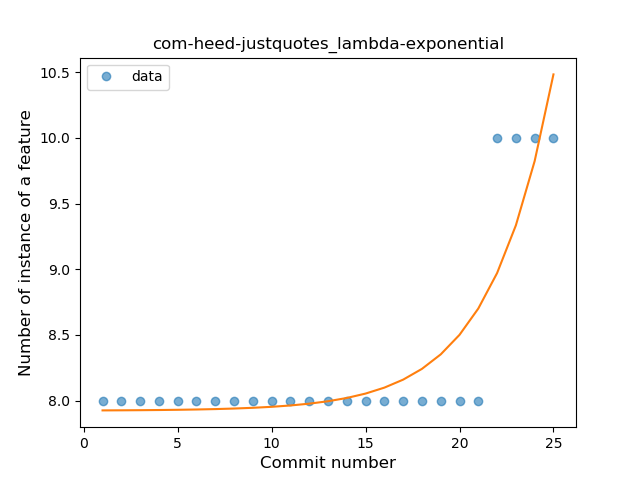 com-heed-justquotes_lambda-exponential
data
Number of instance of a feature
10.5
10.0
9.5
9.0
8.5
8.0
0 5 10 15 20 25
Commit number